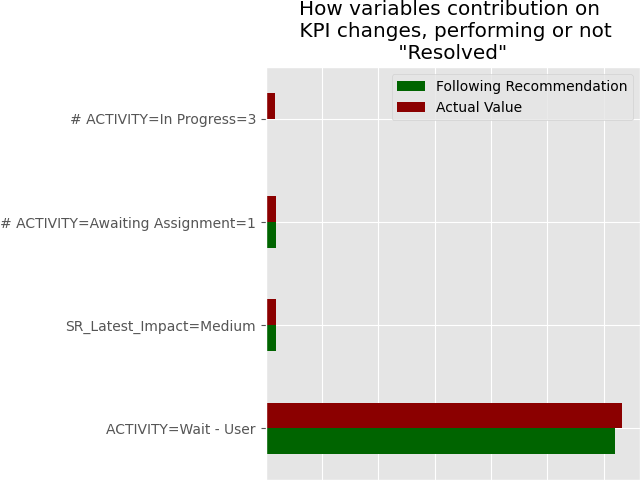 How variables contribution on
KPI changes, performing or not
"Resolved"
Following Recommendation
Actual Value
# ACTIVITY=In Progress=3
# ACTIVITY=Awaiting Assignment=1
SR_Latest_Impact=Medium
ACTIVITY=Wait - User